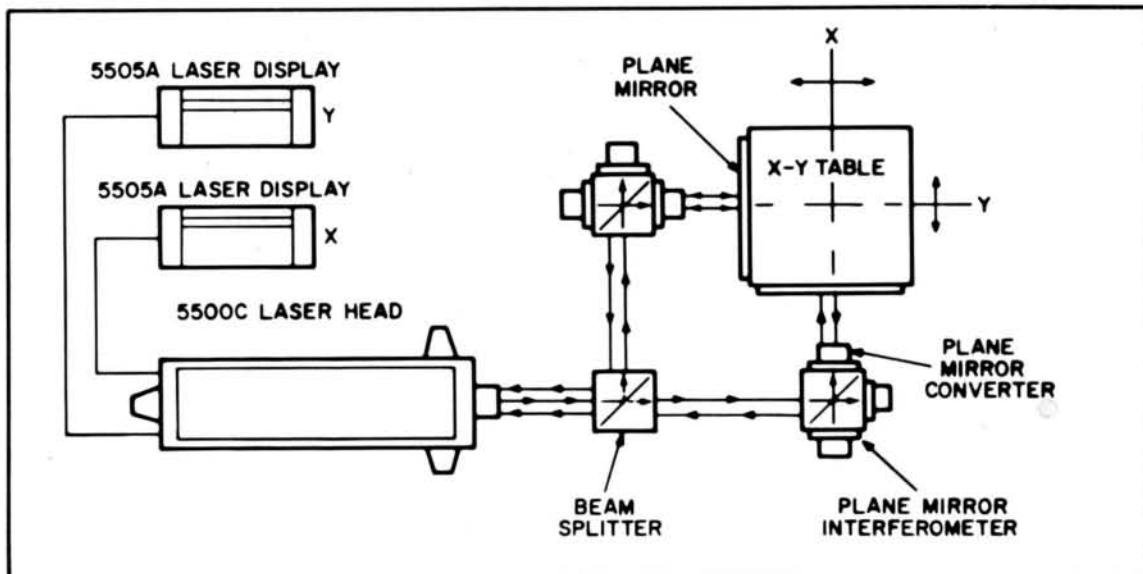 5505A LASER DISPLAY
Y
5505A LASER DISPLAY
X
5500C LASER HEAD
PLANE
MIRROR
X
X-Y TABLE
Y
PLANE
MIRROR
CONVERTER
BEAM
SPLITTER
PLANE MIRROR
INTERFEROMETER